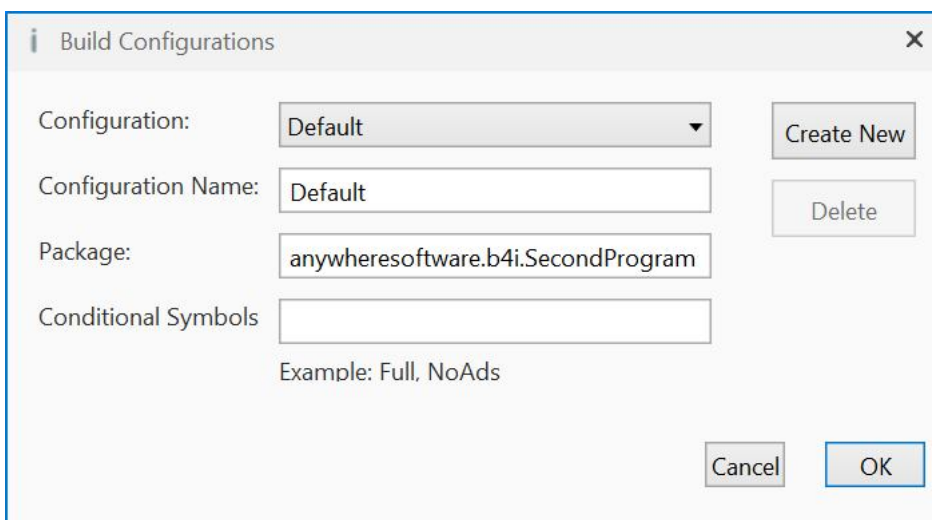 Build Configurations
Configuration: Default Create New
Configuration Name: Default
Delete
Package: anywheresoftware.b4i.SecondProgram
Conditional Symbols
Example: Full, NoAds
Cancel OK